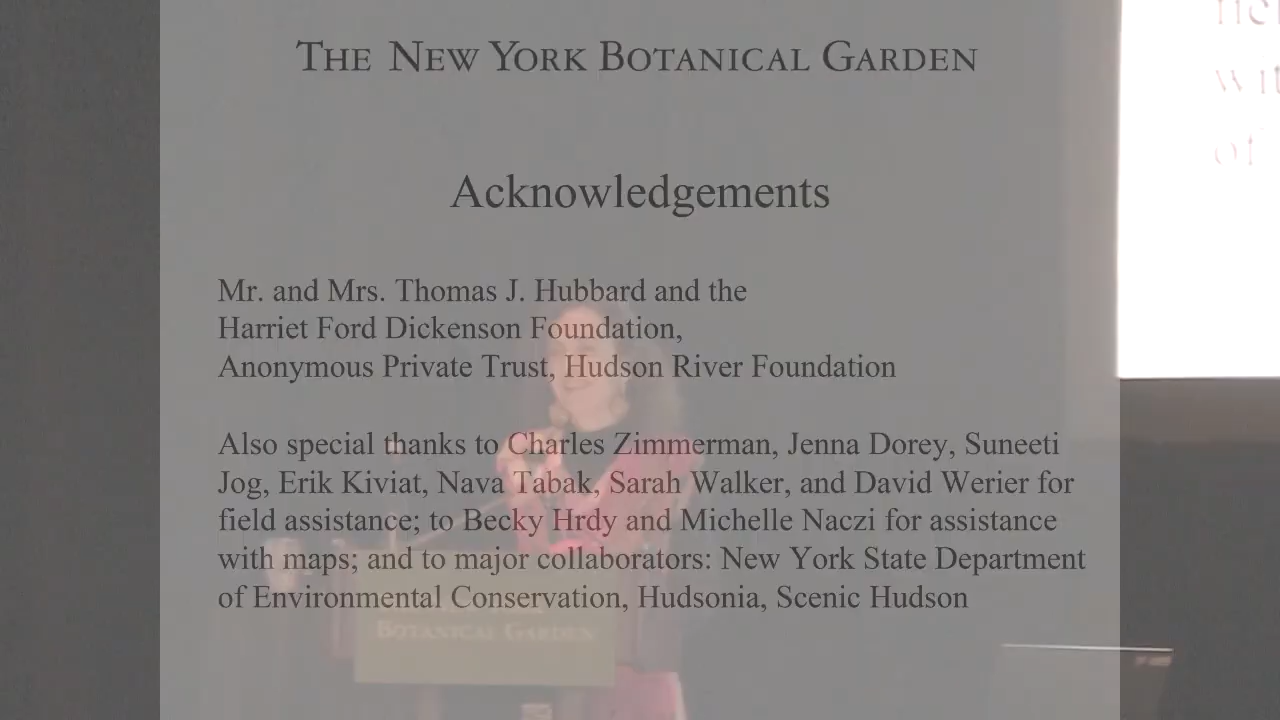 THE NEW YORK BOTANICAL GARDEN
Acknowledgements
Mr. and Mrs. Thomas J. Hubbard and the
Harriet Ford Dickenson Foundation,
Anonymous Private Trust, Hudson River Foundation
Also special thanks to Charles Zimmerman, Jenna Dorey, Suneeti
Jog, Erik Kiviat, Nava Tabak, Sarah Walker, and David Werier for
field assistance; to Becky Hrdy and Michelle Naczi for assistance
with maps; and to major collaborators: New York State Department
of Environmental Conservation, Hudsonia, Scenic Hudson
BOTANICAL GARDEN
of